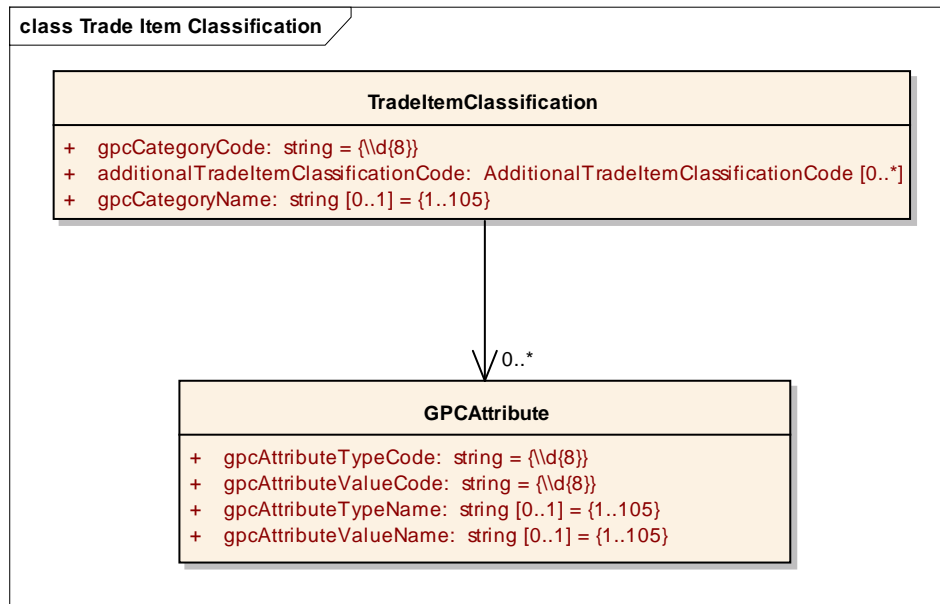 class Trade Item Classification
TradeItemClassification
+ gpcCategoryCode: string = {\\d{8}}
+ additionalTradeItemClassificationCode: AdditionalTradeItemClassificationCode [0..*]
+ gpcCategoryName: string [0..1] = {1..105}
0..*
GPCAttribute
+ gpcAttributeTypeCode: string = {\\d{8}}
+ gpcAttributeValueCode: string = {\\d{8}}
+ gpcAttributeTypeName: string [0..1] = {1..105}
+ gpcAttributeValueName: string [0..1] = {1..105}